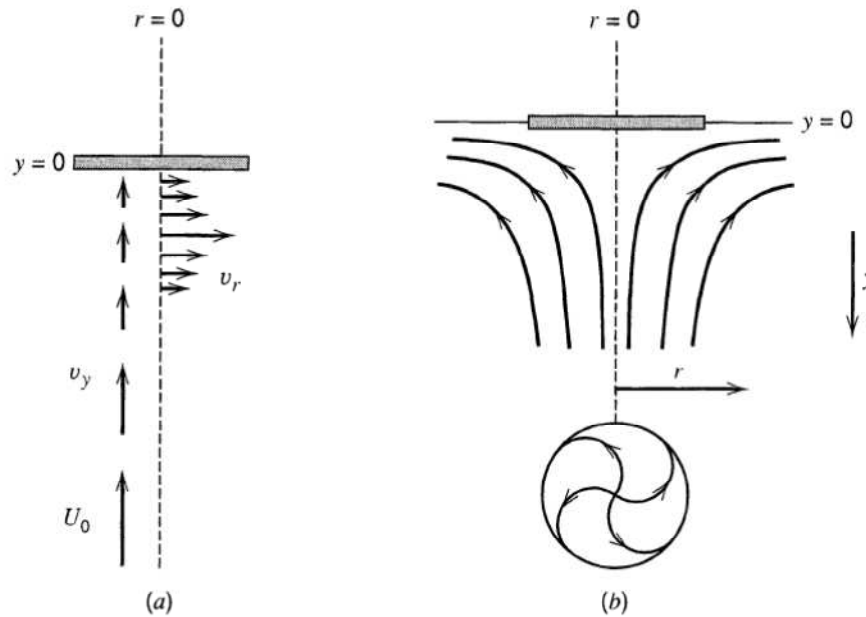 r = 0
y = 0
v_r
v_y
U_0
(a)
r = 0
y = 0
r
(b)